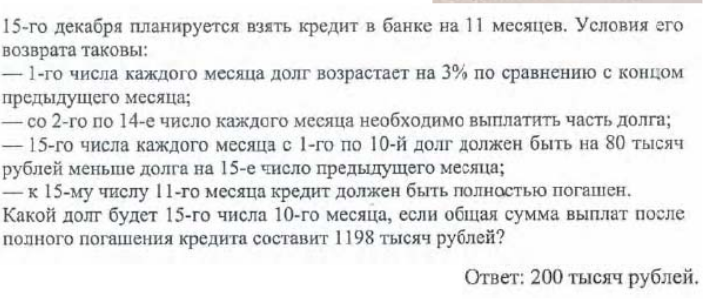 15-го декабря планируется взять кредит в банке на 11 месяцев. Условия его
возврата таковы:
— 1-го числа каждого месяца долг возрастает на 3% по сравнению с концом
предыдущего месяца;
— со 2-го по 14-е число каждого месяца необходимо выплатить часть долга;
— 15-го числа каждого месяца с 1-го по 10-й долг должен быть на 80 тысяч
рублей меньше долга на 15-е число предыдущего месяца;
— к 15-му числу 11-го месяца кредит должен быть полностью погашен.
Какой долг будет 15-го числа 10-го месяца, если общая сумма выплат после
полного погашения кредита составит 1198 тысяч рублей?
Ответ: 200 тысяч рублей.